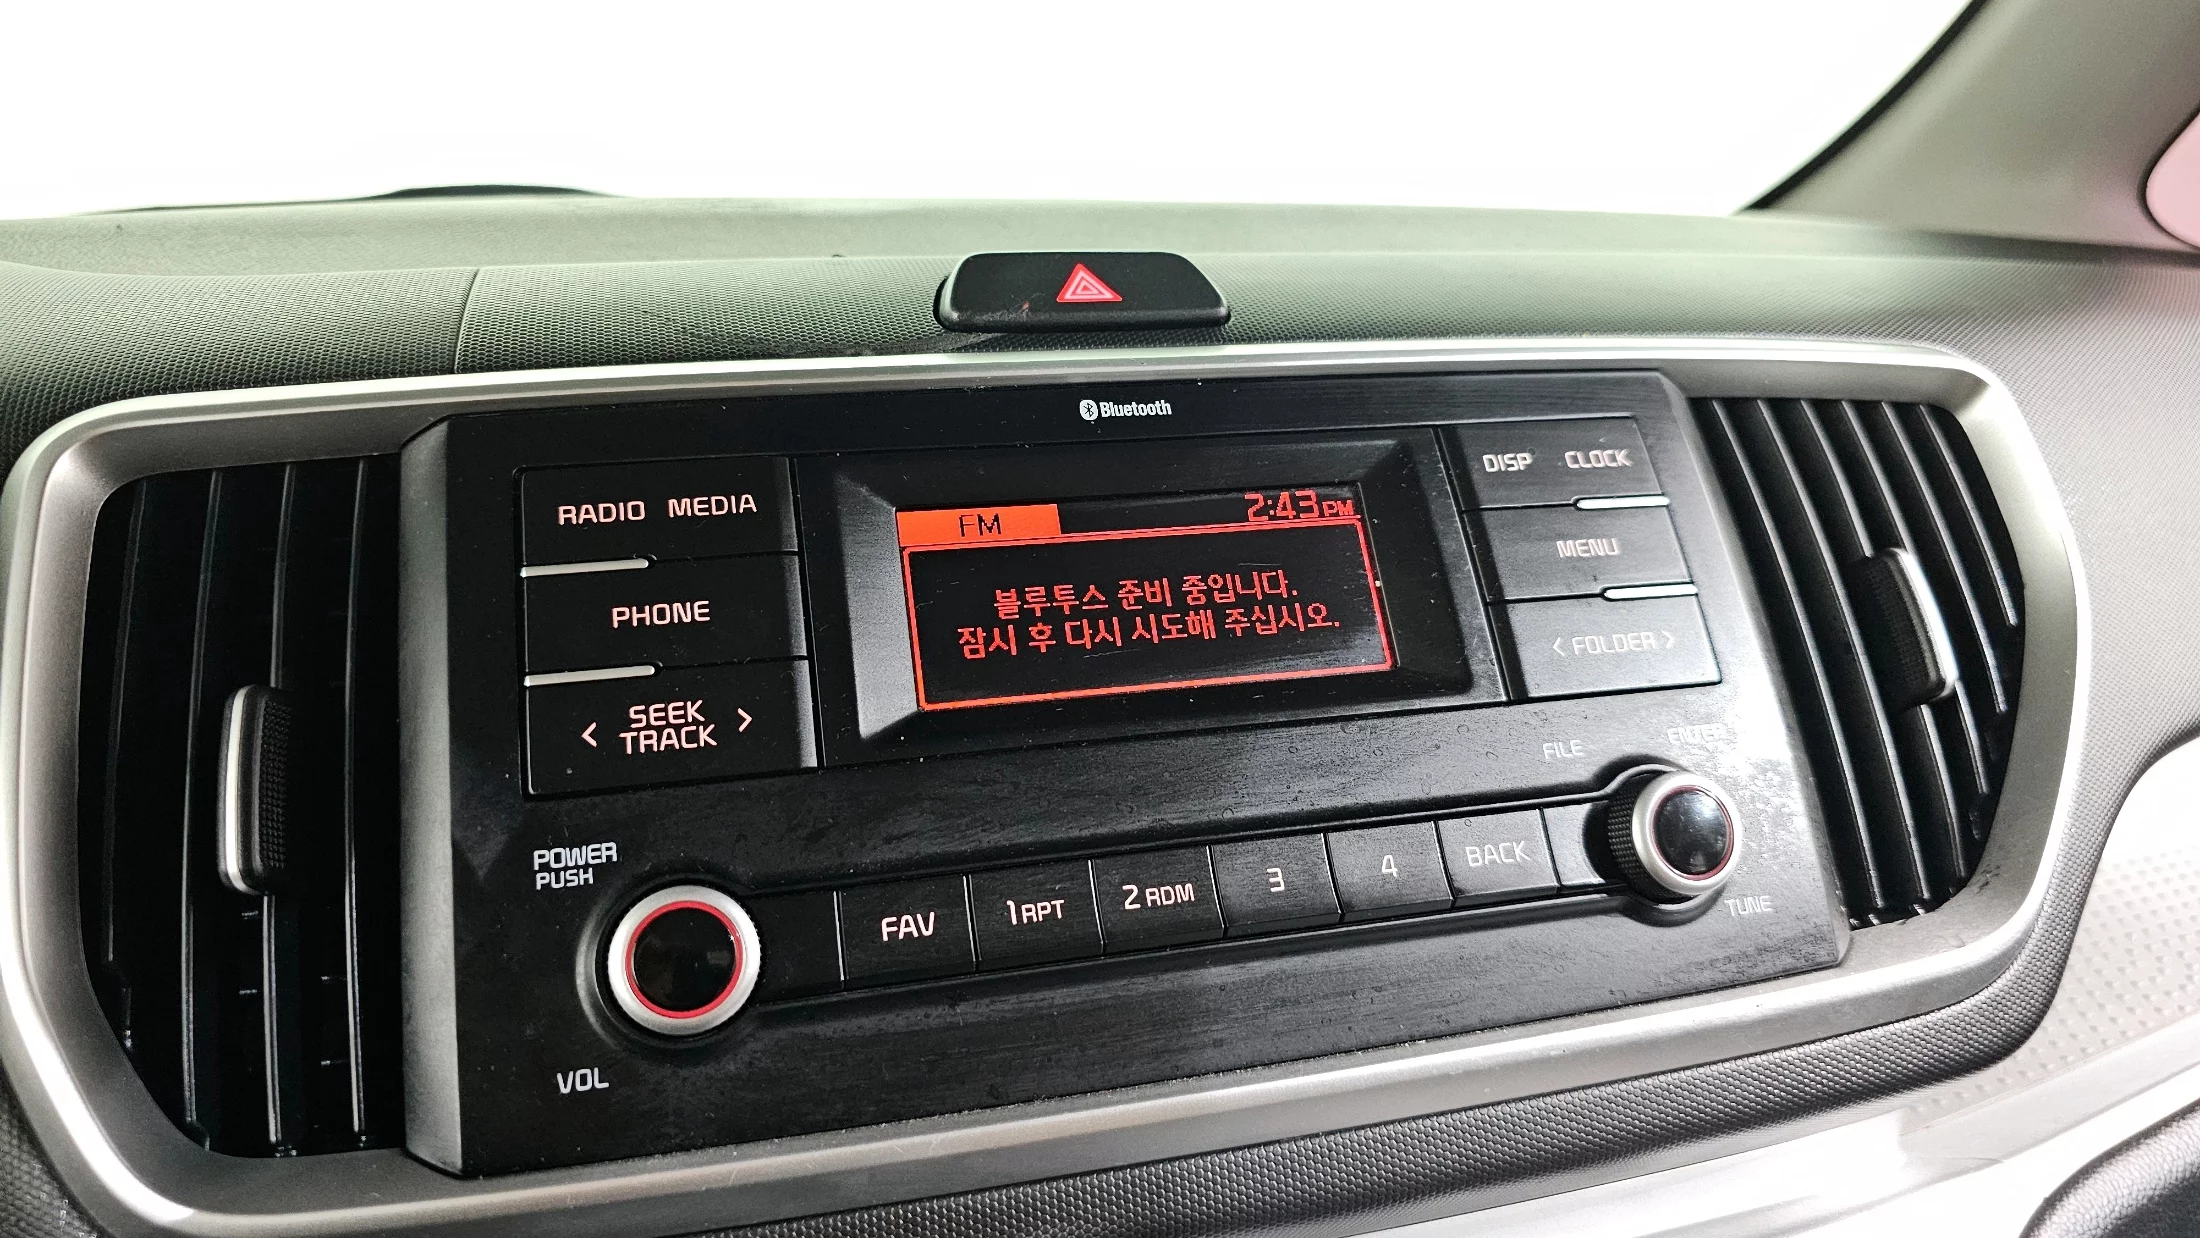 Bluetooth
RADIO MEDIA
PHONE
< SEEK TRACK >
FM 2:43 PM
블루투스 준비 중입니다.
잠시 후 다시 시도해 주십시오.
DISP CLOCK
MENU
< FOLDER >
FILE ENTER
POWER
PUSH
VOL
FAV 1 RPT 2 RDM 3 4 BACK
TUNE